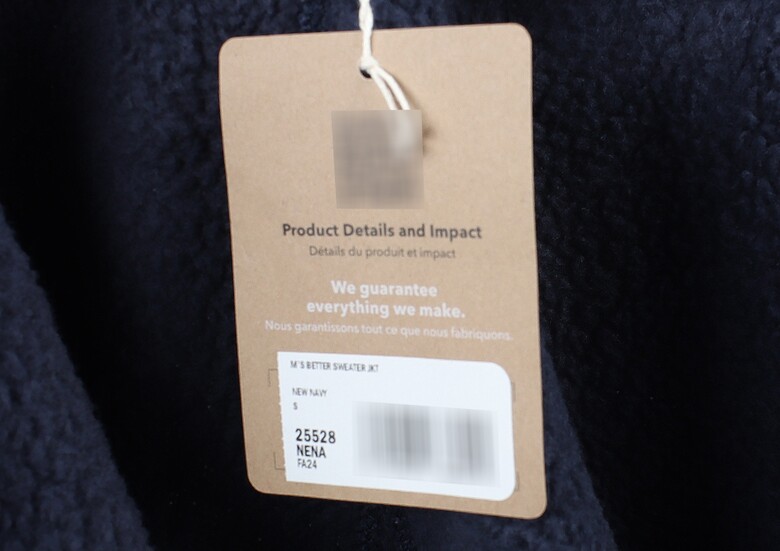 Product Details and Impact
Détails du produit et impact
We guarantee
everything we make.
Nous garantissons tout ce que nous fabriquons.
M'S BETTER SWEATER JKT
NEW NAVY
S
25528
NENA
FA24